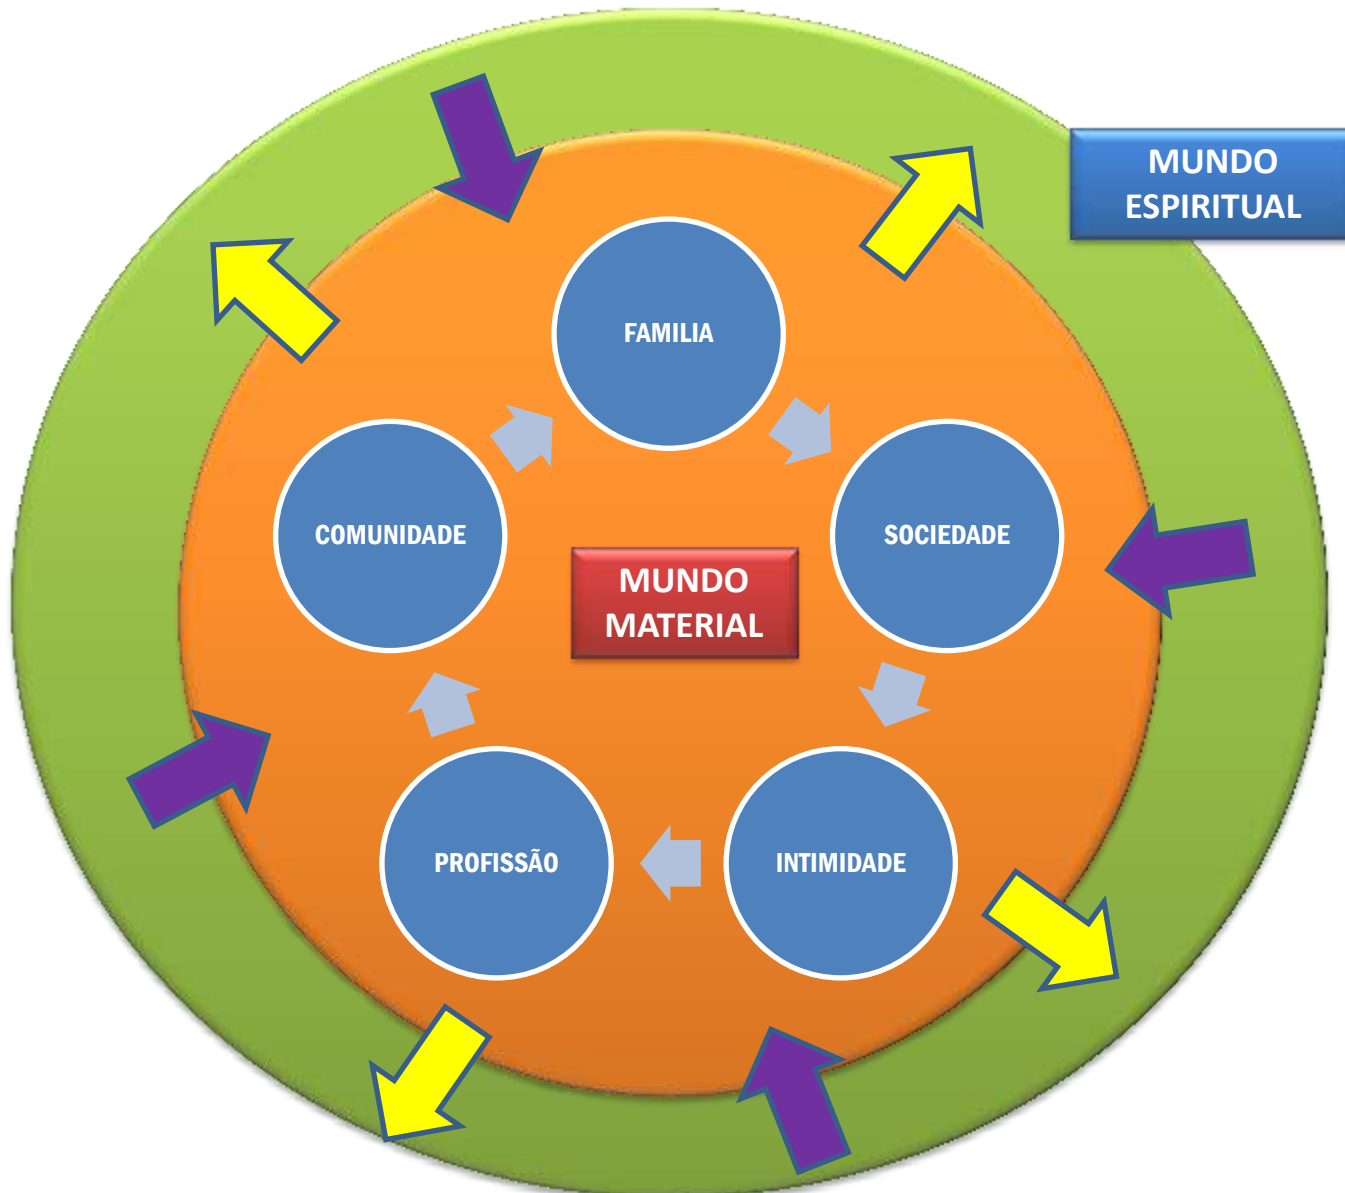 MUNDO
ESPIRITUAL
FAMILIA
COMUNIDADE
SOCIEDADE
MUNDO
MATERIAL
PROFISSÃO
INTIMIDADE